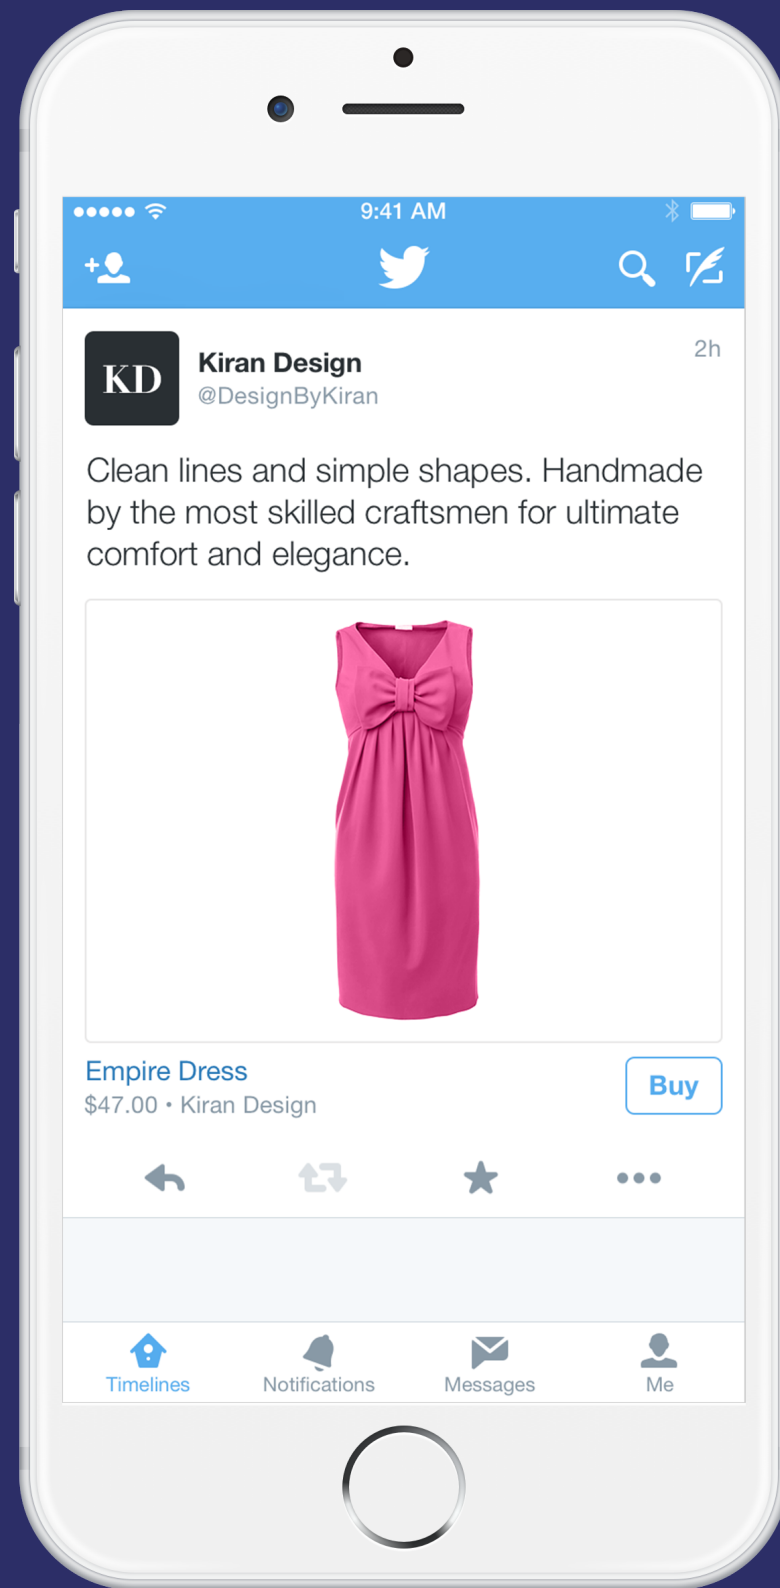 9:41 AM
KD
Kiran Design
2h
@DesignByKiran
Clean lines and simple shapes. Handmade
by the most skilled craftsmen for ultimate
comfort and elegance.
Empire Dress
Buy
$47.00 • Kiran Design
Timelines
Notifications
Messages
Me